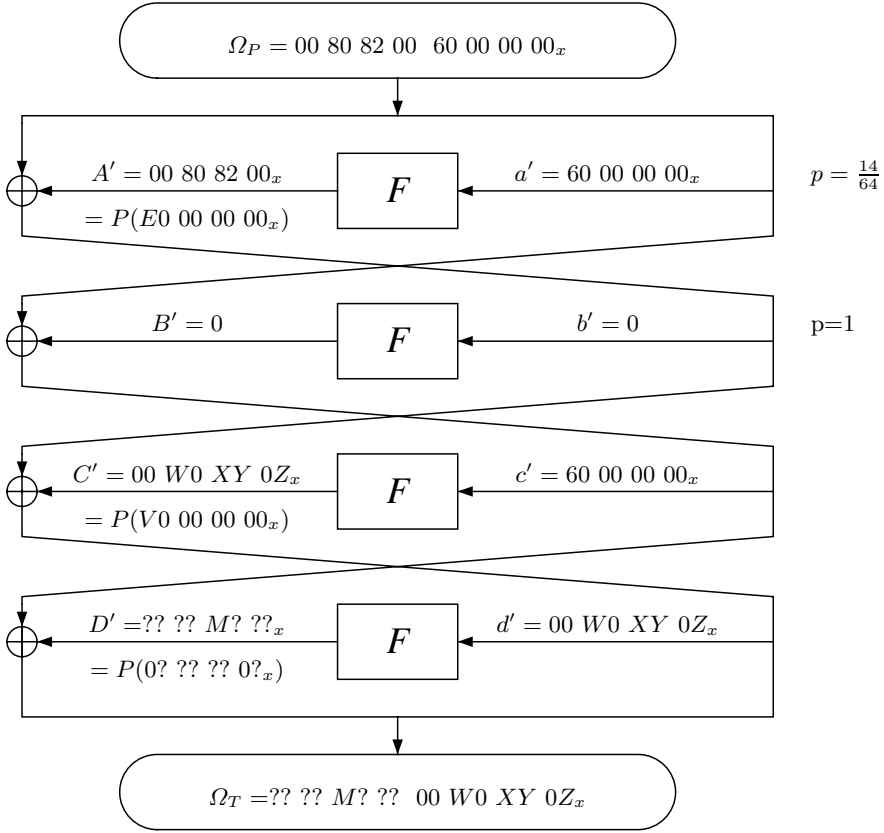 Ω_P = 00 80 82 00 60 00 00 00_x
A′ = 00 80 82 00_x F a′ = 60 00 00 00_x p = 14/64
= P(E0 00 00 00_x)
B′ = 0 F b′ = 0 p=1
C′ = 00 W0 XY 0Z_x F c′ = 60 00 00 00_x
= P(V0 00 00 00_x)
D′ =?? ?? M? ??_x F d′ = 00 W0 XY 0Z_x
= P(0? ?? ?? 0?_x)
Ω_T =?? ?? M? ?? 00 W0 XY 0Z_x